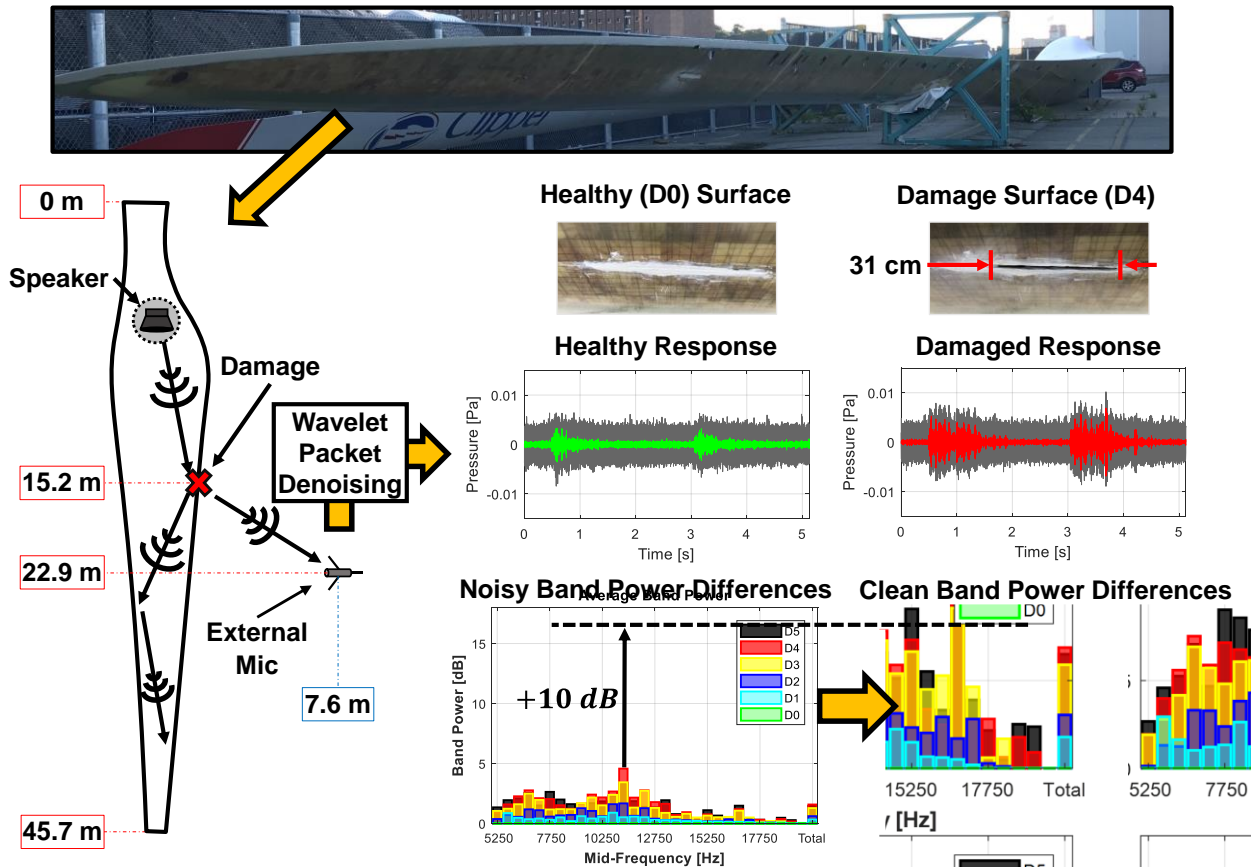 Clipper
0 m
Speaker
Damage
15.2 m
22.9 m
External
Mic
7.6 m
45.7 m
Wavelet
Packet
Denoising
Healthy (D0) Surface
Damage Surface (D4)
31 cm
Healthy Response
Damaged Response
Pressure [Pa]
0.01
0
-0.01
0 1 2 3 4 5
Time [s]
Pressure [Pa]
0.01
0
-0.01
0 1 2 3 4 5
Time [s]
Noisy Band Power Differences
Average Band Power
Band Power [dB]
15
10
5
0
+10 dB
D5
D4
D3
D2
D1
D0
5250 7750 10250 12750 15250 17750 Total
Mid-Frequency [Hz]
Clean Band Power Differences
D0
15250 17750 Total
[Hz]
5250 7750
D5